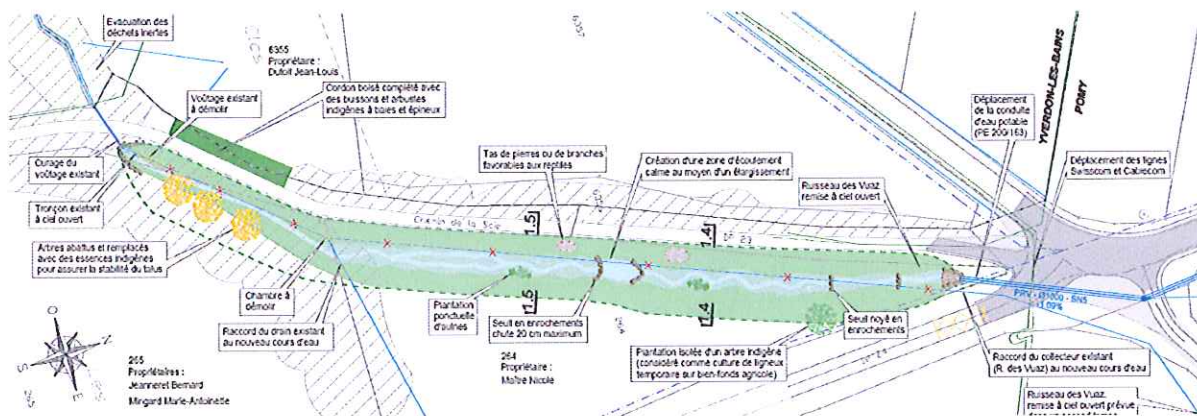 Evacuation des
déchets inertes
6355
Propriétaire :
Dutoit Jean-Louis
6357
Cordon boisé complété avec
des buissons et arbustes
indigènes à baies et épineux
Voûtage existant
à démolir
Curage du
voûtage existant
Tronçon existant
à ciel ouvert
Arbres abattus et remplacés
avec des essences indigènes
pour assurer la stabilité du talus
Tas de pierres ou de branches
favorables aux reptiles
Création d'une zone d'écoulement
calme au moyen d'un élargissement
Ruisseau des Vuaz,
remise à ciel ouvert
Déplacement
de la conduite
d'eau potable
(PE 200/163)
YVERDON-LES-BAINS
POMY
Déplacement des lignes
Swisscom et Cablecom
Chemin de la
DP 23
1.5
1.4
1.5
1.4
Chambre à
démolir
Raccord du drain existant
au nouveau cours d'eau
Plantation
ponctuelle
d'aulnes
Seuil en enrochements
chute 20 cm maximum
Seuil noyé en
enrochements
Plantation isolée d'un arbre indigène
(considéré comme culture de ligneux
temporaire sur bien-fonds agricole)
Raccord du collecteur existant
(R. des Vuaz) au nouveau cours d'eau
Ruisseau des Vuaz,
remise à ciel ouvert prévue
265
Propriétaires :
Jeanneret Bernard
Mingard Marie-Antoinette
264
Propriétaire :
Maître Nicole
O
N
S
E